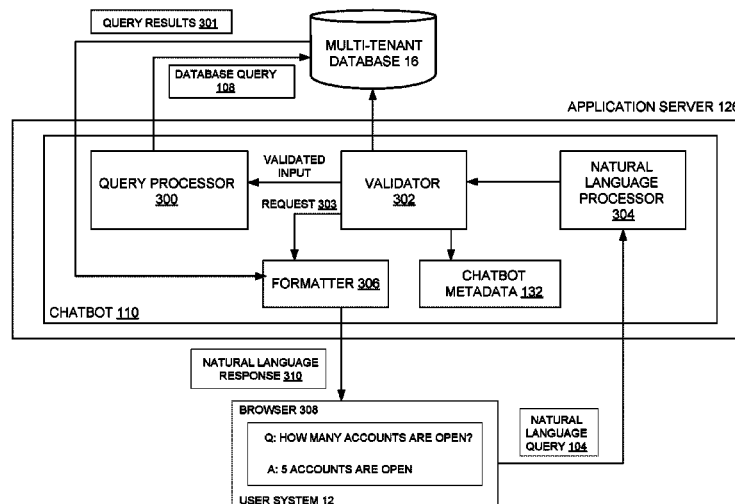 QUERY RESULTS 301
MULTI-TENANT
DATABASE 16
DATABASE QUERY
108
APPLICATION SERVER 126
QUERY PROCESSOR
300
VALIDATED
INPUT
VALIDATOR
302
NATURAL
LANGUAGE
PROCESSOR
304
REQUEST 303
FORMATTER 306
CHATBOT
METADATA 132
CHATBOT 110
NATURAL LANGUAGE
RESPONSE 310
BROWSER 308
Q: HOW MANY ACCOUNTS ARE OPEN?
A: 5 ACCOUNTS ARE OPEN
USER SYSTEM 12
NATURAL
LANGUAGE
QUERY 104